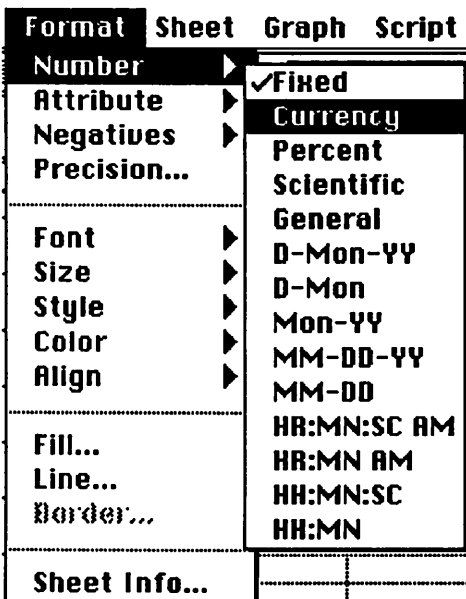 Format Sheet Graph Script
Number
Attribute
Negatives
Precision...
Font
Size
Style
Color
Align
Fill...
Line...
Border...
Sheet Info...
✓Fixed
Currency
Percent
Scientific
General
D-Mon-YY
D-Mon
Mon-YY
MM-DD-YY
MM-DD
HR:MN:SC AM
HR:MN AM
HH:MN:SC
HH:MN